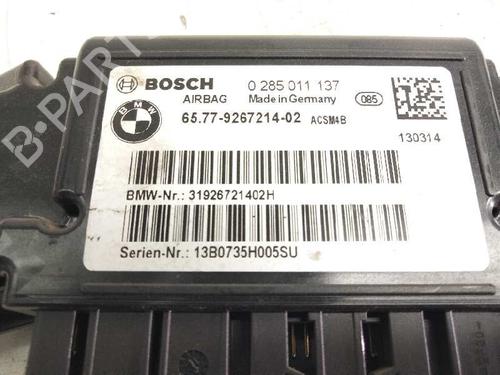 BOSCH 0 285 011 137
AIRBAG Made in Germany 085
BMW 65.77-9267214-02 ACSM4B
130314
BMW-Nr.: 31926721402H
Serien-Nr.: 13B0735H005SU
B-PARTS